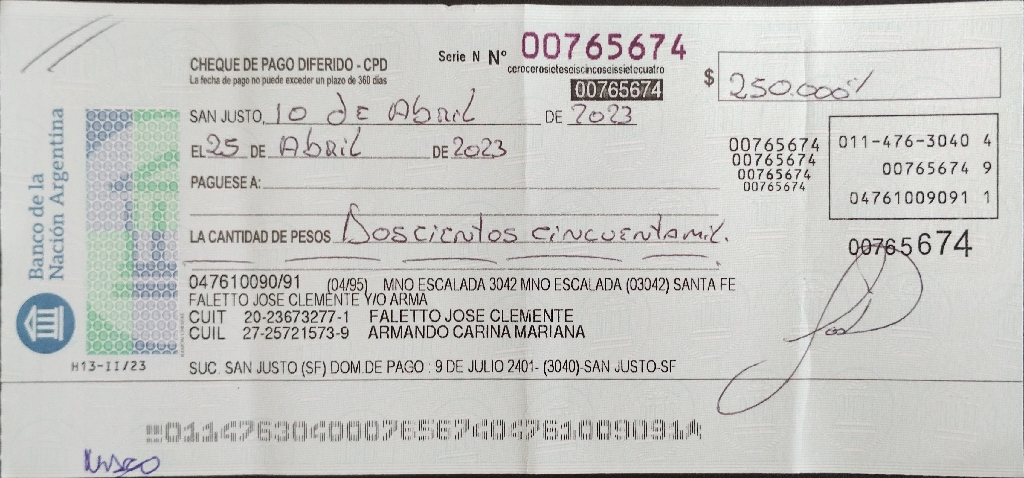 CHEQUE DE PAGO DIFERIDO - CPD
La fecha de pago no puede exceder un plazo de 360 días
Serie N Nº 00765674
cerocerosieteseiscincoseissietecuatro
00765674
$ 250.000
SAN JUSTO, 10 de Abril DE 2023
EL 25 DE Abril DE 2023
PAGUESE A:
LA CANTIDAD DE PESOS Doscientos cincuenta mil.
00765674
00765674
00765674
00765674
011-476-3040 4
00765674 9
04761009091 1
00765674
Banco de la
Nación Argentina
047610090/91 (04/95) MNO ESCALADA 3042 MNO ESCALADA (03042) SANTA FE
FALETTO JOSE CLEMENTE Y/O ARMA
CUIT 20-23673277-1 FALETTO JOSE CLEMENTE
CUIL 27-25721573-9 ARMANDO CARINA MARIANA
H13-II/23
SUC. SAN JUSTO (SF) DOM.DE PAGO : 9 DE JULIO 2401- (3040)-SAN JUSTO-SF
01147630400076567404761009091